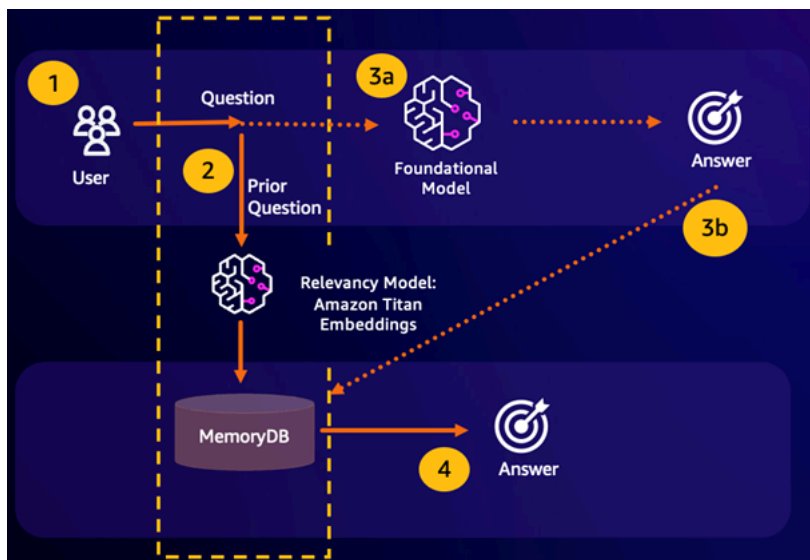 1
3a
Question
User
Foundational
Model
Answer
2
Prior
Question
3b
Relevancy Model:
Amazon Titan
Embeddings
MemoryDB
4
Answer